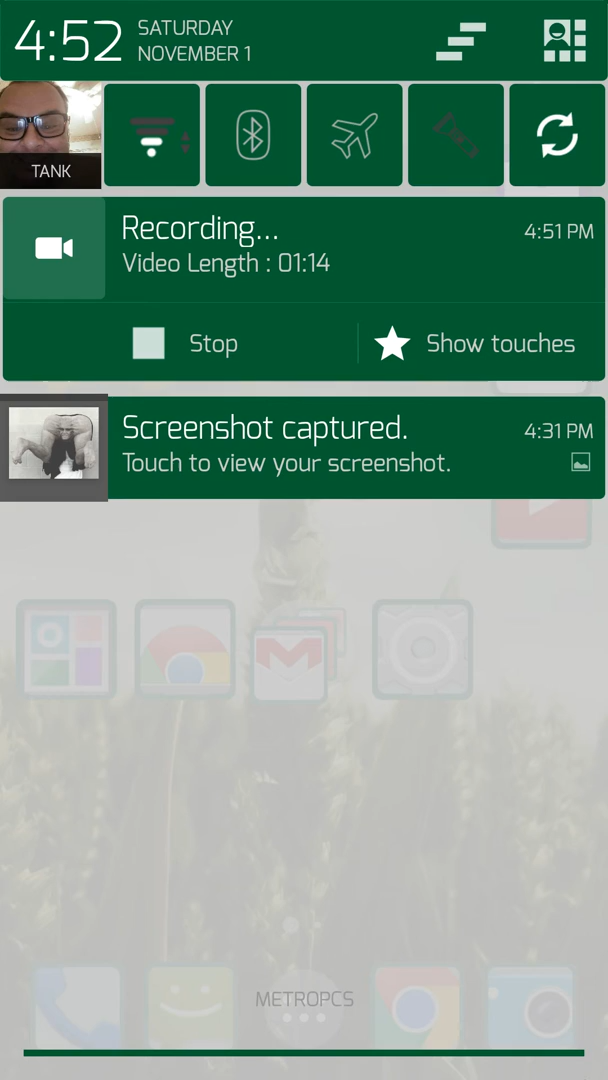 4:52
SATURDAY
NOVEMBER 1
TANK
Recording...
4:51 PM
Video Length : 01:14
Stop
Show touches
Screenshot captured.
4:31 PM
Touch to view your screenshot.
METROPCS